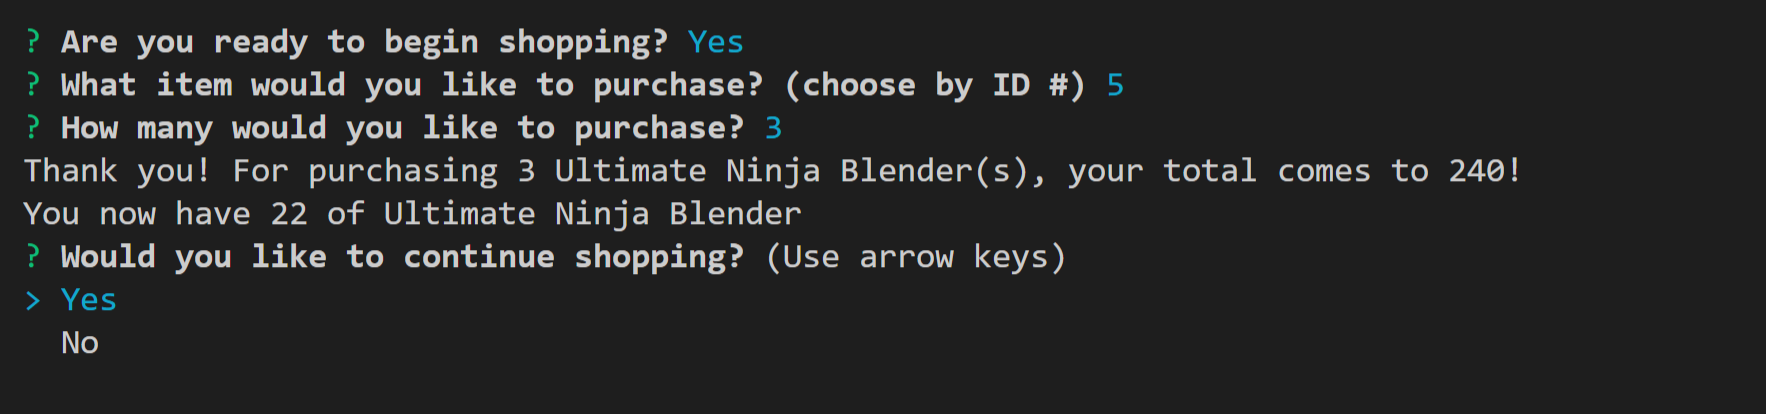 ? Are you ready to begin shopping? Yes
? What item would you like to purchase? (choose by ID #) 5
? How many would you like to purchase? 3
Thank you! For purchasing 3 Ultimate Ninja Blender(s), your total comes to 240!
You now have 22 of Ultimate Ninja Blender
? Would you like to continue shopping? (Use arrow keys)
> Yes
  No